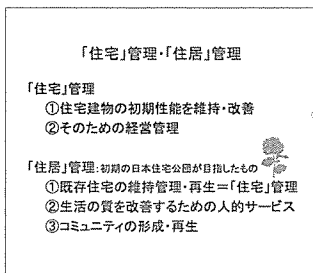 「住宅」管理・「住居」管理
「住宅」管理
①住宅建物の初期性能を維持・改善
②そのための経営管理
「住居」管理：初期の日本住宅公団が目指したもの
①既存住宅の維持管理・再生＝「住宅」管理
②生活の質を改善するための人的サービス
③コミュニティの形成・再生